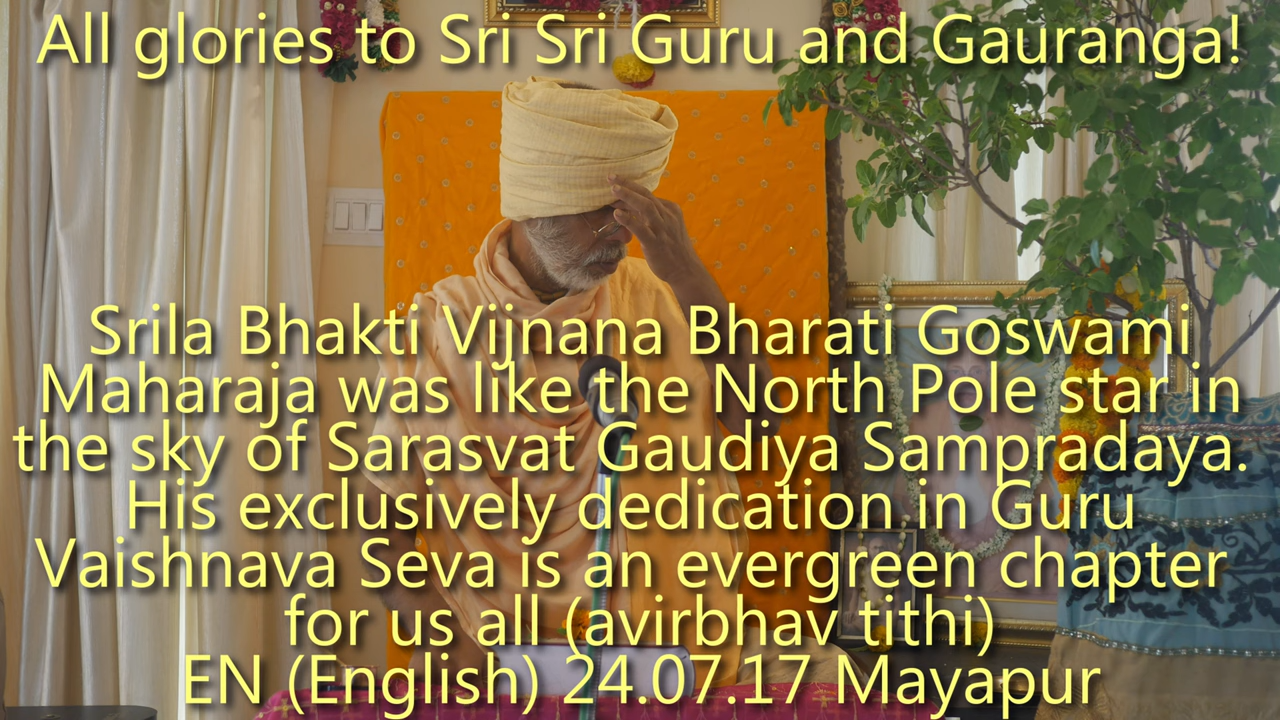 All glories to Sri Sri Guru and Gauranga!
Srila Bhakti Vijnana Bharati Goswami
Maharaja was like the North Pole star in
the sky of Sarasvat Gaudiya Sampradaya.
His exclusively dedication in Guru
Vaishnava Seva is an evergreen chapter
for us all (avirbhav tithi)
EN (English) 24.07.17 Mayapur